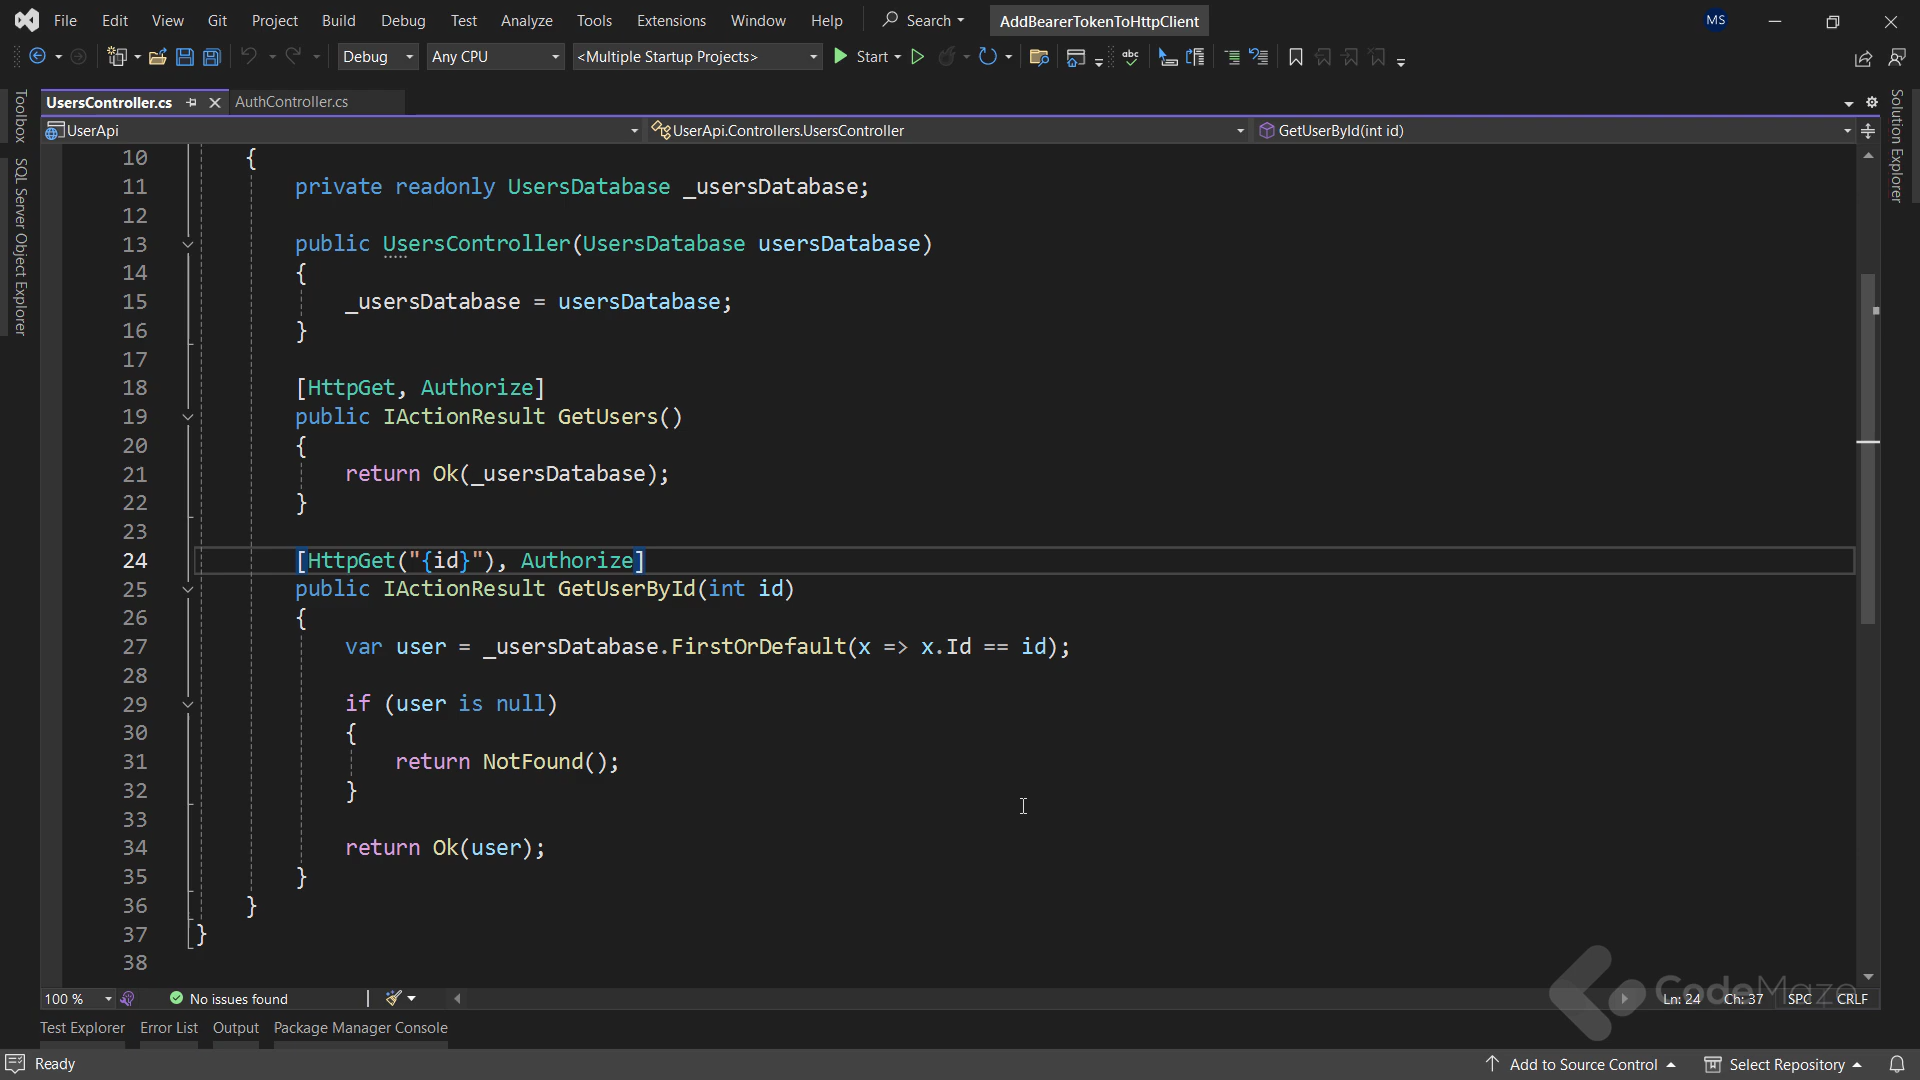 File Edit View Git Project Build Debug Test Analyze Tools Extensions Window Help Search AddBearerTokenToHttpClient MS
Debug Any CPU <Multiple Startup Projects> Start
UsersController.cs AuthController.cs
UserApi UserApi.Controllers.UsersController GetUserById(int id)
Toolbox
SQL Server Object Explorer
Solution Explorer
10 {
11 private readonly UsersDatabase _usersDatabase;
12
13 public UsersController(UsersDatabase usersDatabase)
14 {
15 _usersDatabase = usersDatabase;
16 }
17
18 [HttpGet, Authorize]
19 public IActionResult GetUsers()
20 {
21 return Ok(_usersDatabase);
22 }
23
24 [HttpGet("{id}"), Authorize]
25 public IActionResult GetUserById(int id)
26 {
27 var user = _usersDatabase.FirstOrDefault(x => x.Id == id);
28
29 if (user is null)
30 {
31 return NotFound();
32 }
33
34 return Ok(user);
35 }
36 }
37 }
38
CodeMaze
100 % No issues found Ln: 24 Ch: 37 SPC CRLF
Test Explorer Error List Output Package Manager Console
Ready Add to Source Control Select Repository